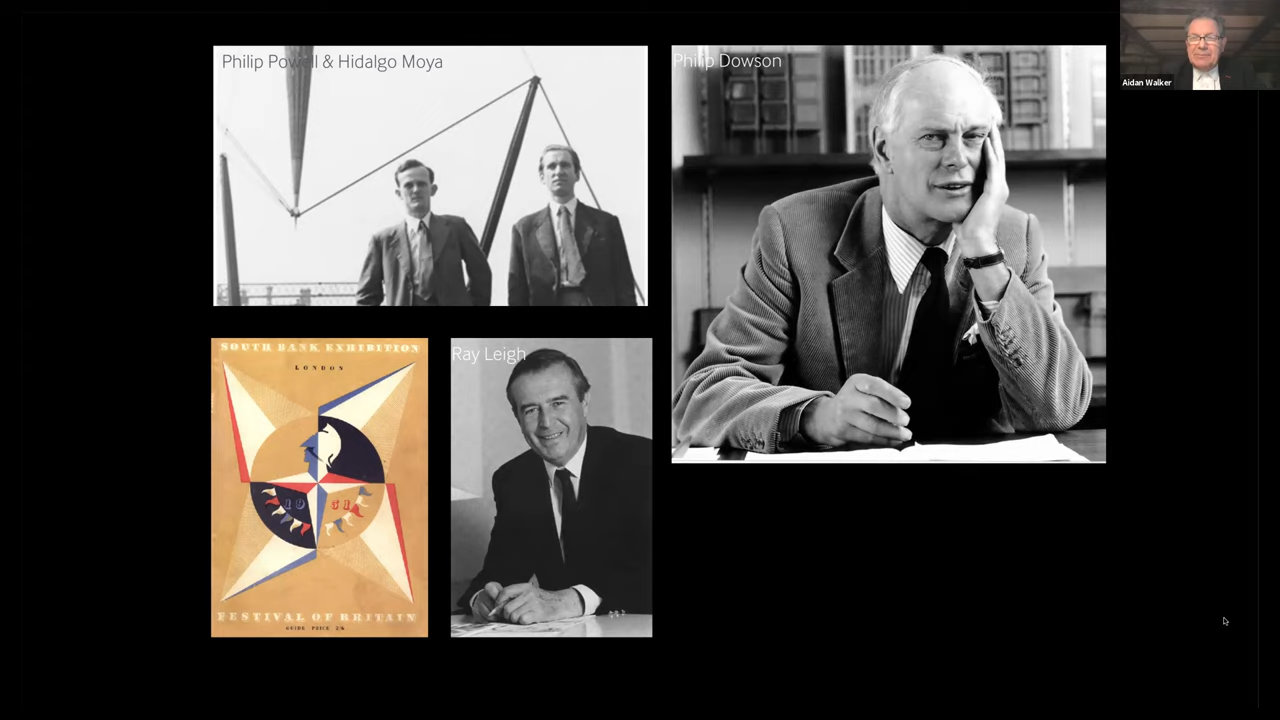 Philip Powell & Hidalgo Moya
Philip Dowson
Aidan Walker
SOUTH BANK EXHIBITION
LONDON
1951
FESTIVAL OF BRITAIN
GUIDE PRICE 2/6
Ray Leigh